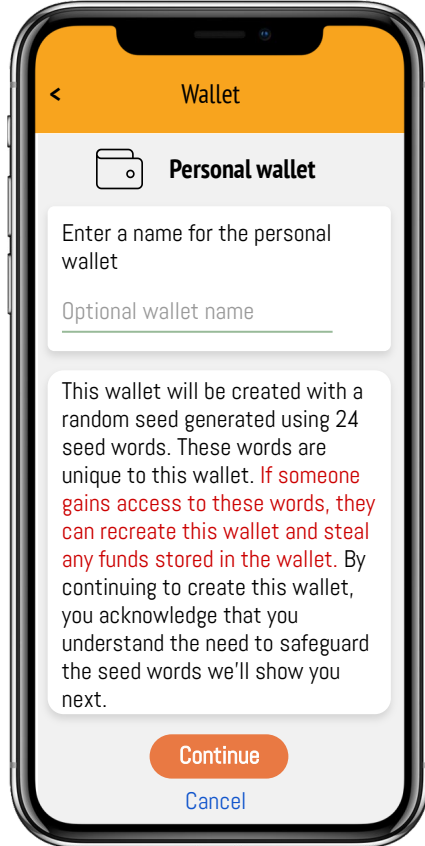 <
Wallet
Personal wallet
Enter a name for the personal
wallet
Optional wallet name
This wallet will be created with a
random seed generated using 24
seed words. These words are
unique to this wallet. If someone
gains access to these words, they
can recreate this wallet and steal
any funds stored in the wallet. By
continuing to create this wallet,
you acknowledge that you
understand the need to safeguard
the seed words we'll show you
next.
Continue
Cancel